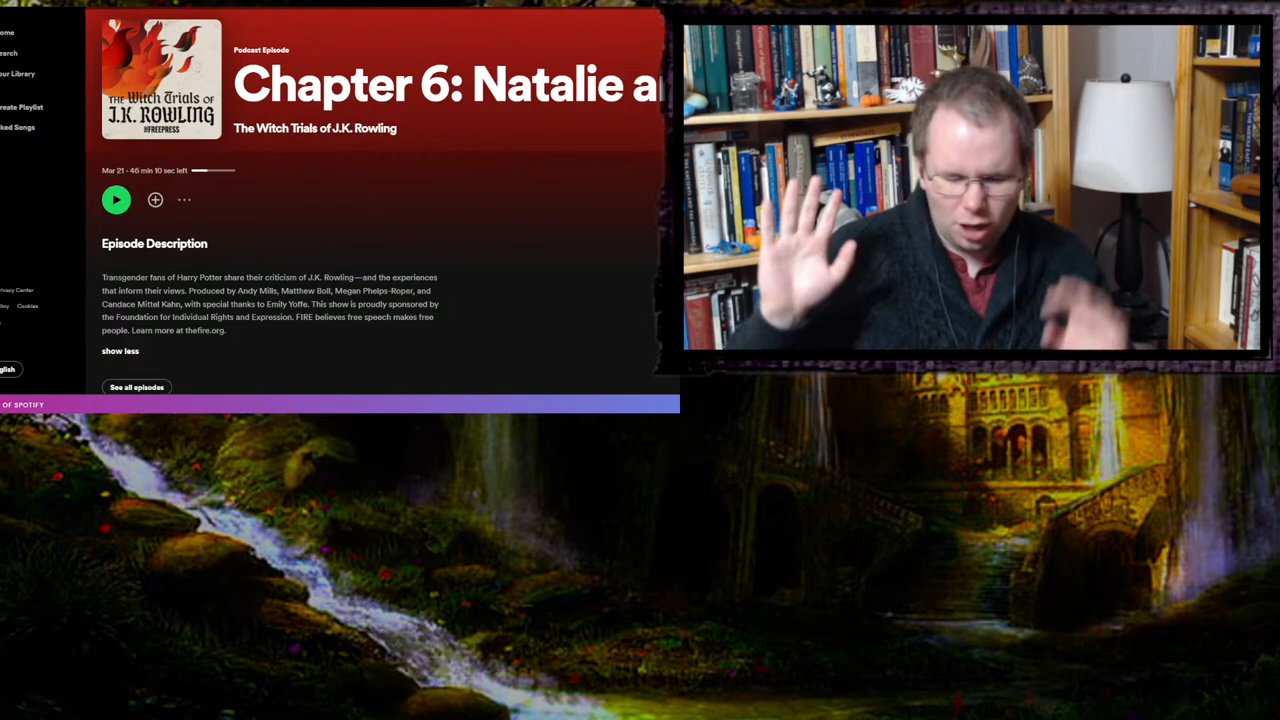 ome
earch
our Library
reate Playlist
ked Songs
rivacy Center
licy Cookies
glish
OF SPOTIFY
THE WITCH TRIALS OF
J.K. ROWLING
#FREEPRESS
Podcast Episode
Chapter 6: Natalie a
The Witch Trials of J.K. Rowling
Mar 21 · 46 min 10 sec left
Episode Description
Transgender fans of Harry Potter share their criticism of J.K. Rowling—and the experiences
that inform their views. Produced by Andy Mills, Matthew Boll, Megan Phelps-Roper, and
Candace Mittel Kahn, with special thanks to Emily Yoffe. This show is proudly sponsored by
the Foundation for Individual Rights and Expression. FIRE believes free speech makes free
people. Learn more at thefire.org.
show less
See all episodes